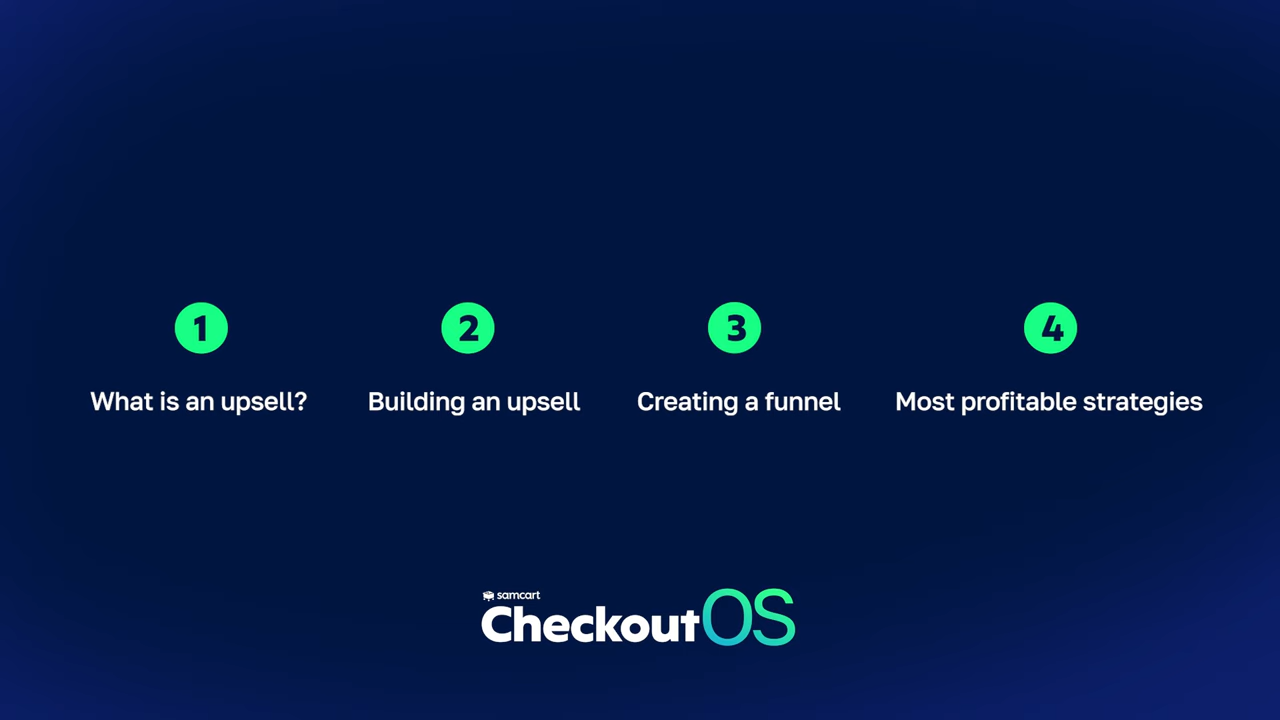 1
What is an upsell?
2
Building an upsell
3
Creating a funnel
4
Most profitable strategies
samcart
CheckoutOS